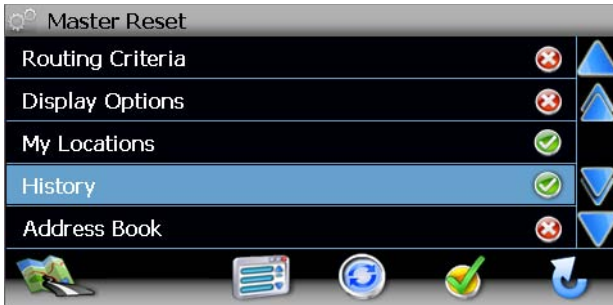 Master Reset
Routing Criteria
Display Options
My Locations
History
Address Book